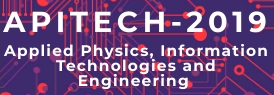 APITECH-2019
Applied Physics, Information
Technologies and
Engineering